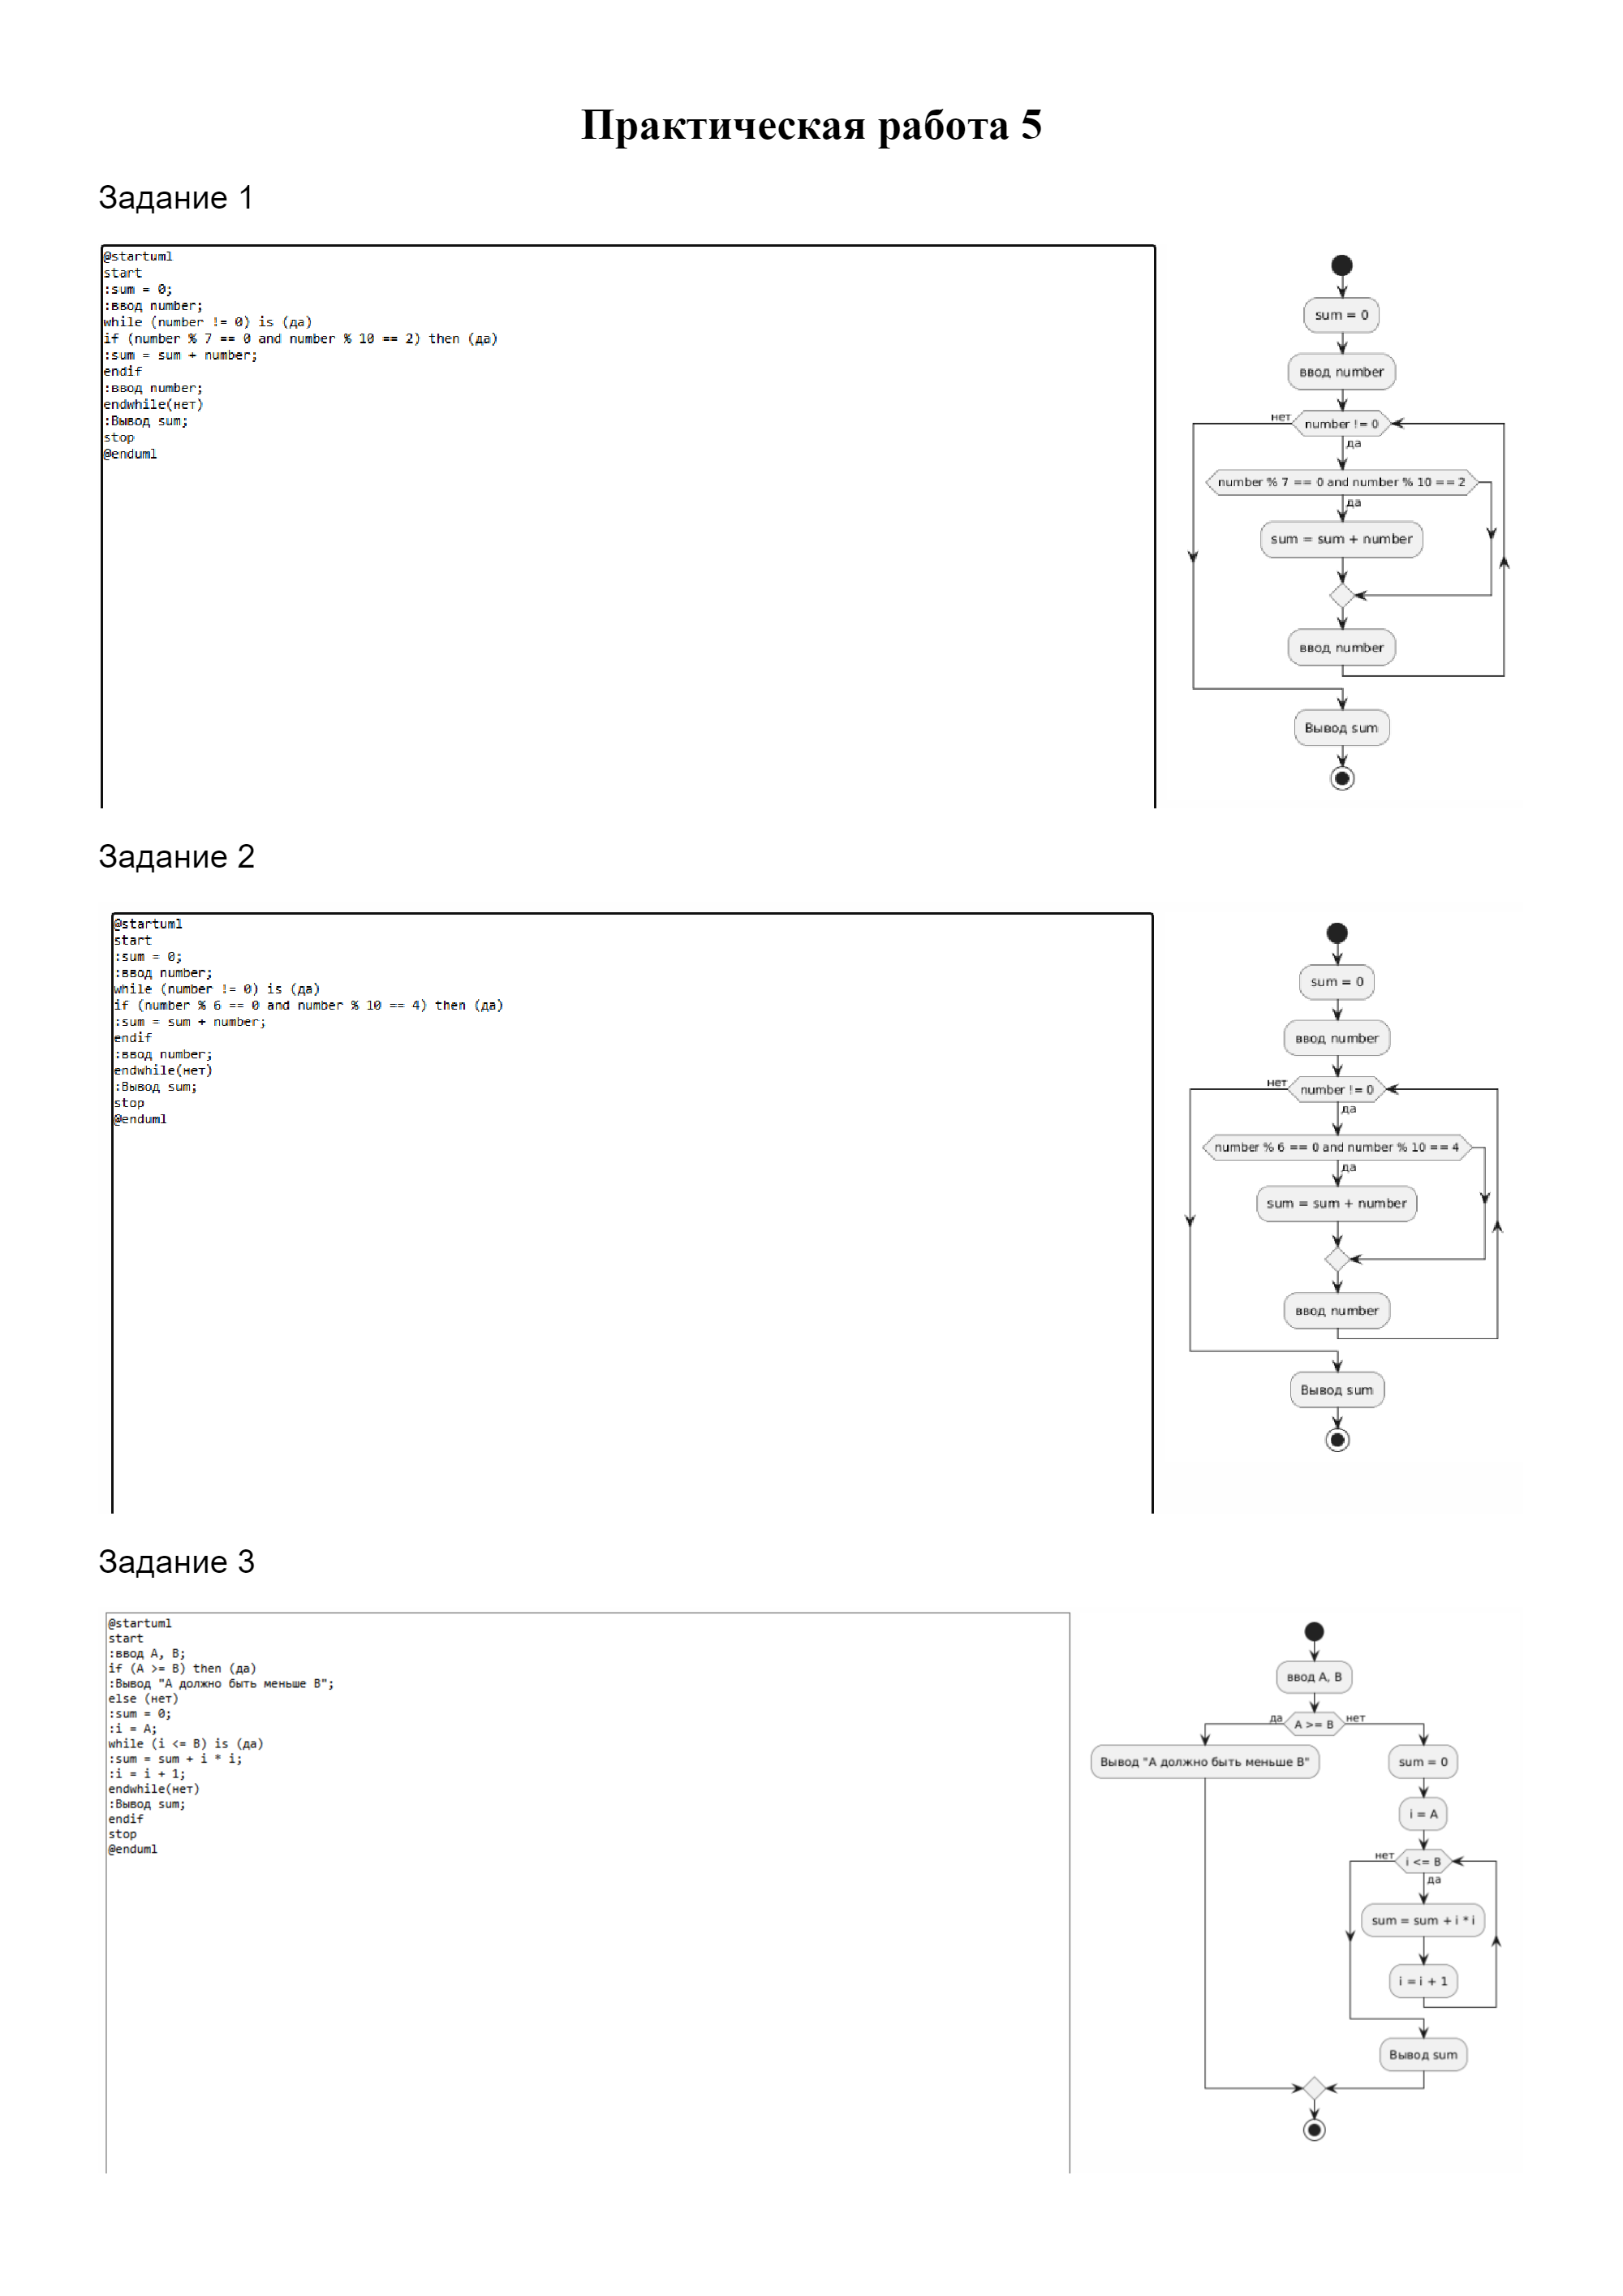 Практическая работа 5
Задание 1
@startuml
start
:sum = 0;
:ввод number;
while (number != 0) is (да)
if (number % 7 == 0 and number % 10 == 2) then (да)
:sum = sum + number;
endif
:ввод number;
endwhile(нет)
:Вывод sum;
stop
@enduml
sum = 0
ввод number
нет
number != 0
да
number % 7 == 0 and number % 10 == 2
да
sum = sum + number
ввод number
Вывод sum
Задание 2
@startuml
start
:sum = 0;
:ввод number;
while (number != 0) is (да)
if (number % 6 == 0 and number % 10 == 4) then (да)
:sum = sum + number;
endif
:ввод number;
endwhile(нет)
:Вывод sum;
stop
@enduml
sum = 0
ввод number
нет
number != 0
да
number % 6 == 0 and number % 10 == 4
да
sum = sum + number
ввод number
Вывод sum
Задание 3
@startuml
start
:ввод A, B;
if (A >= B) then (да)
:Вывод "A должно быть меньше B";
else (нет)
:sum = 0;
:i = A;
while (i <= B) is (да)
:sum = sum + i * i;
:i = i + 1;
endwhile(нет)
:Вывод sum;
endif
stop
@enduml
ввод A, B
да
A >= B
нет
Вывод "A должно быть меньше B"
sum = 0
i = A
нет
i <= B
да
sum = sum + i * i
i = i + 1
Вывод sum